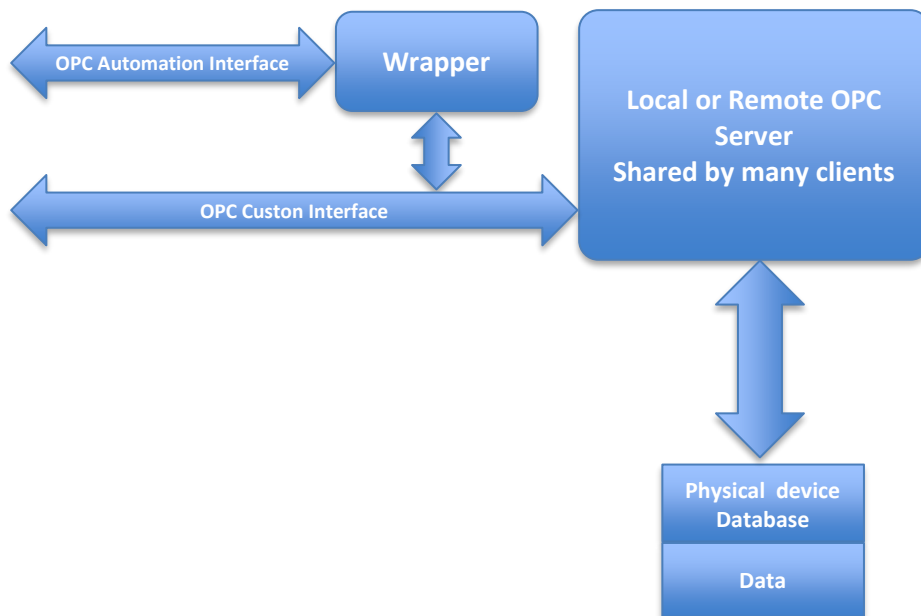 OPC Automation Interface
Wrapper
Local or Remote OPC
Server
Shared by many clients
OPC Custon Interface
Physical device
Database
Data